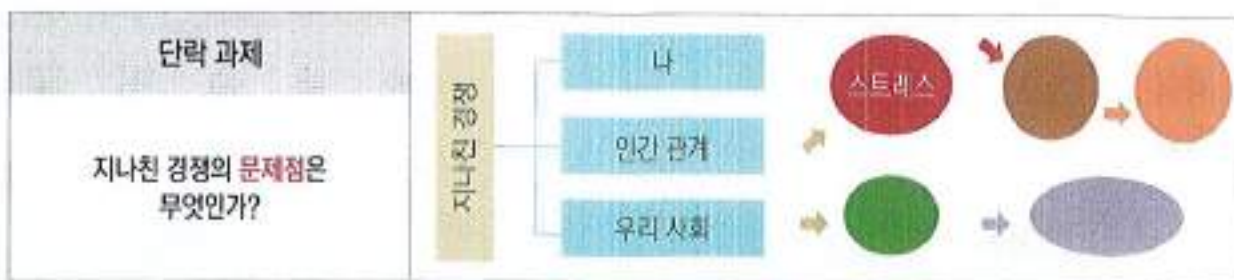 단락 과제
지나친 경쟁의 문제점은
무엇인가?
지나친 경쟁
나
인간 관계
우리 사회
스트레스